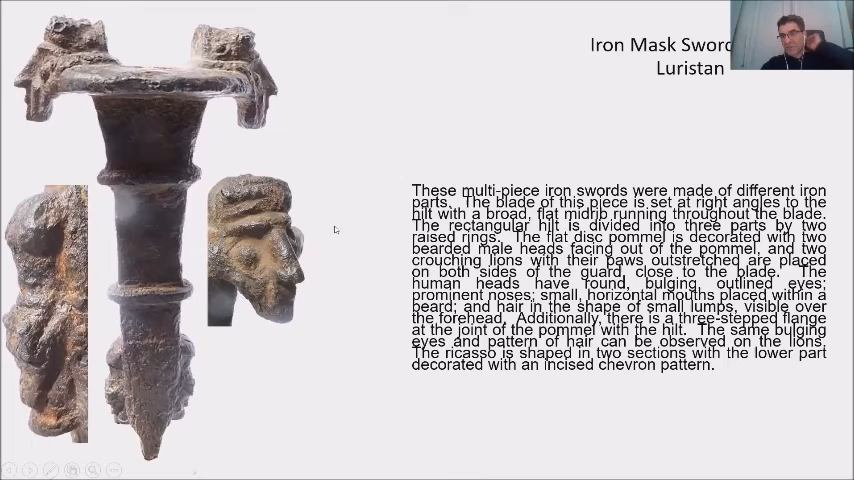 Iron Mask Sword
Luristan
These multi-piece iron swords were made of different iron
parts. The blade of this piece is set at right angles to the
hilt with a broad, flat midrib running throughout the blade.
The rectangular hilt is divided into three parts by two
raised rings. The flat disc pommel is decorated with two
bearded male heads facing out of the pommel, and two
crouching lions with their paws outstretched are placed
on both sides of the guard, close to the blade. The
human heads have found, bulging, outlined eyes;
prominent noses; small, horizontal mouths placed within a
beard; and hair in the shape of small lumps, visible over
the forehead. Additionally, there is a three-stepped flange
at the joint of the pommel with the hilt. The same bulging
eyes and pattern of hair can be observed on the lions.
The ricasso is shaped in two sections with the lower part
decorated with an incised chevron pattern.